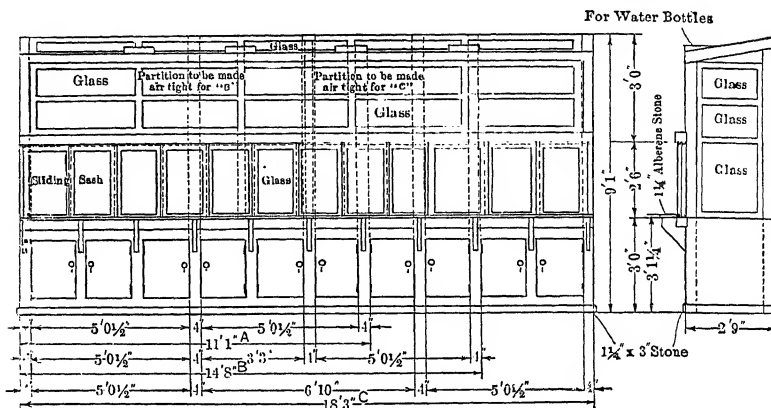 For Water Bottles
Glass
Glass
Partition to be made
air tight for "B"
Partition to be made
air tight for "C"
Glass
Glass
Glass
Glass
Sliding
Sash
Glass
1¼" Alberene Stone
3'0"
2'6"
9'1"
3'0"
3'1¼"
5'0½"
4"
5'0½"
4"
11'1" A
5'0½"
4"
3'3"
4"
5'0½"
4"
14'8" B
5'0½"
4"
6'10"
4"
5'0½"
18'3" C
1¼" x 3" Stone
2'9"